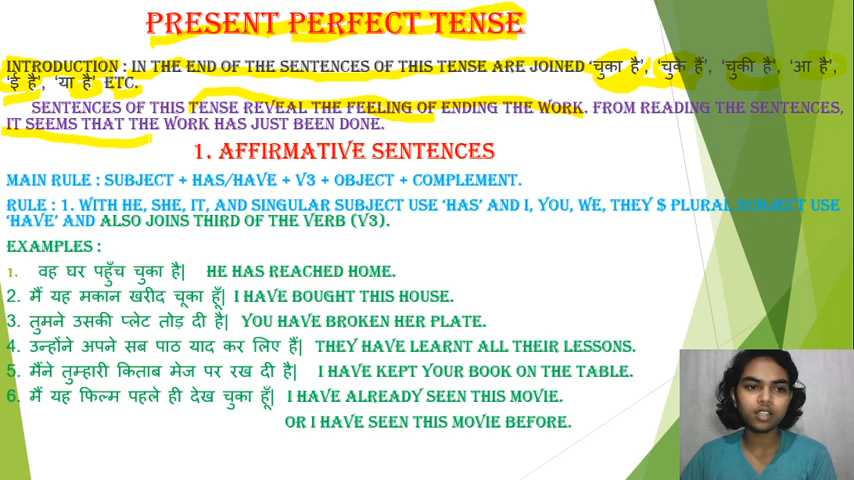 PRESENT PERFECT TENSE
INTRODUCTION : IN THE END OF THE SENTENCES OF THIS TENSE ARE JOINED ‘चुका है’, ‘चुके हैं’, ‘चुकी है’, ‘आ है’,
‘ई है’, ‘या है’ ETC.
SENTENCES OF THIS TENSE REVEAL THE FEELING OF ENDING THE WORK. FROM READING THE SENTENCES,
IT SEEMS THAT THE WORK HAS JUST BEEN DONE.
1. AFFIRMATIVE SENTENCES
MAIN RULE : SUBJECT + HAS/HAVE + V3 + OBJECT + COMPLEMENT.
RULE : 1. WITH HE, SHE, IT, AND SINGULAR SUBJECT USE ‘HAS’ AND I, YOU, WE, THEY $ PLURAL SUBJECT USE
‘HAVE’ AND ALSO JOINS THIRD OF THE VERB (V3).
EXAMPLES :
1. वह घर पहुँच चुका है| HE HAS REACHED HOME.
2. मैं यह मकान खरीद चूका हूँ| I HAVE BOUGHT THIS HOUSE.
3. तुमने उसकी प्लेट तोड़ दी है| YOU HAVE BROKEN HER PLATE.
4. उन्होंने अपने सब पाठ याद कर लिए हैं| THEY HAVE LEARNT ALL THEIR LESSONS.
5. मैंने तुम्हारी किताब मेज पर रख दी है| I HAVE KEPT YOUR BOOK ON THE TABLE.
6. मैं यह फिल्म पहले ही देख चुका हूँ| I HAVE ALREADY SEEN THIS MOVIE.
OR I HAVE SEEN THIS MOVIE BEFORE.